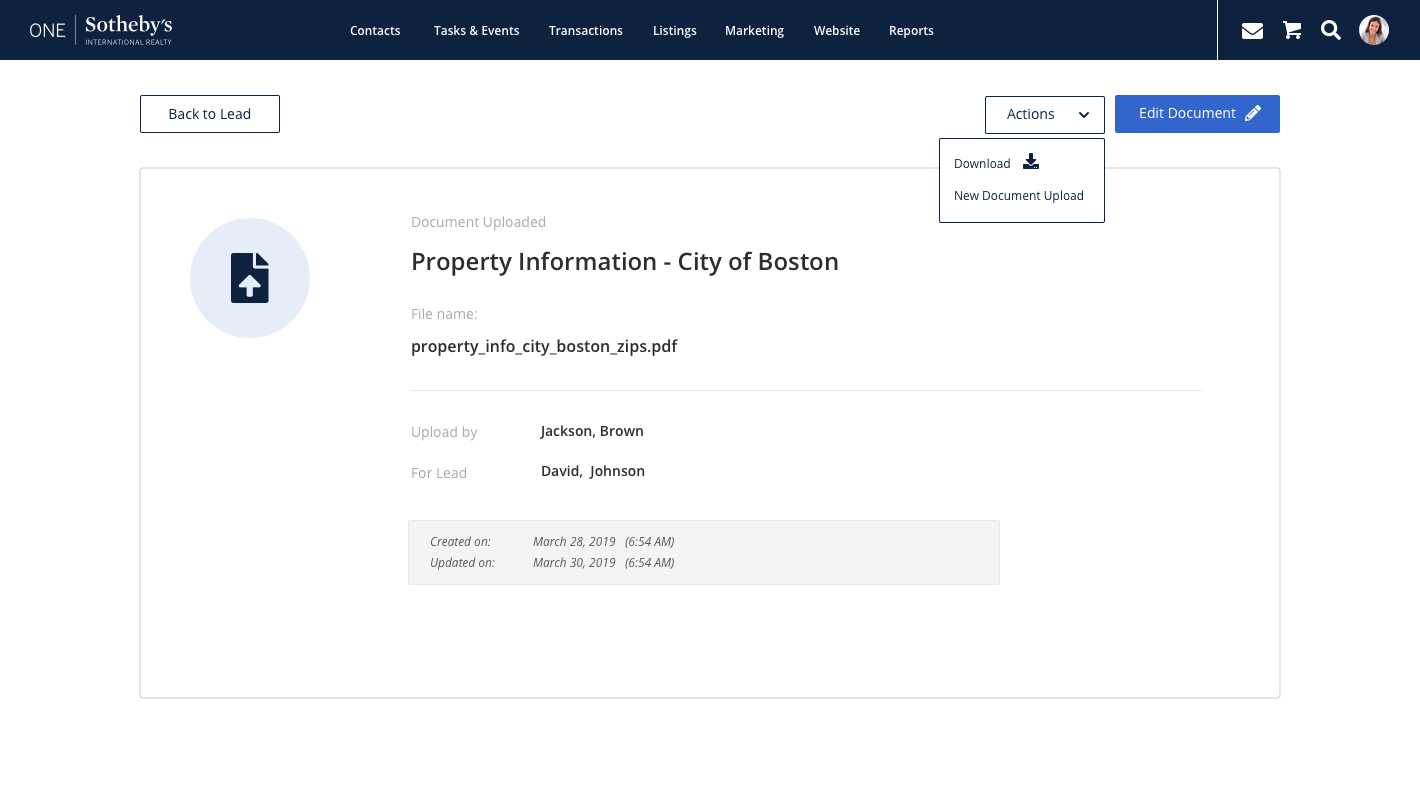 ONE Sotheby's
INTERNATIONAL REALTY
Contacts Tasks & Events Transactions Listings Marketing Website Reports
Back to Lead
Actions
Edit Document
Download
New Document Upload
Document Uploaded
Property Information - City of Boston
File name:
property_info_city_boston_zips.pdf
Upload by Jackson, Brown
For Lead David, Johnson
Created on: March 28, 2019 (6:54 AM)
Updated on: March 30, 2019 (6:54 AM)